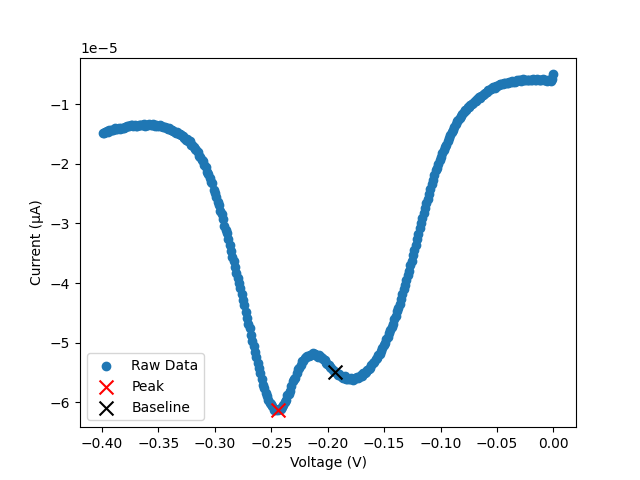 1e−5
−1
−2
−3
−4
−5
−6
Current (μA)
Raw Data
Peak
Baseline
−0.40 −0.35 −0.30 −0.25 −0.20 −0.15 −0.10 −0.05 0.00
Voltage (V)